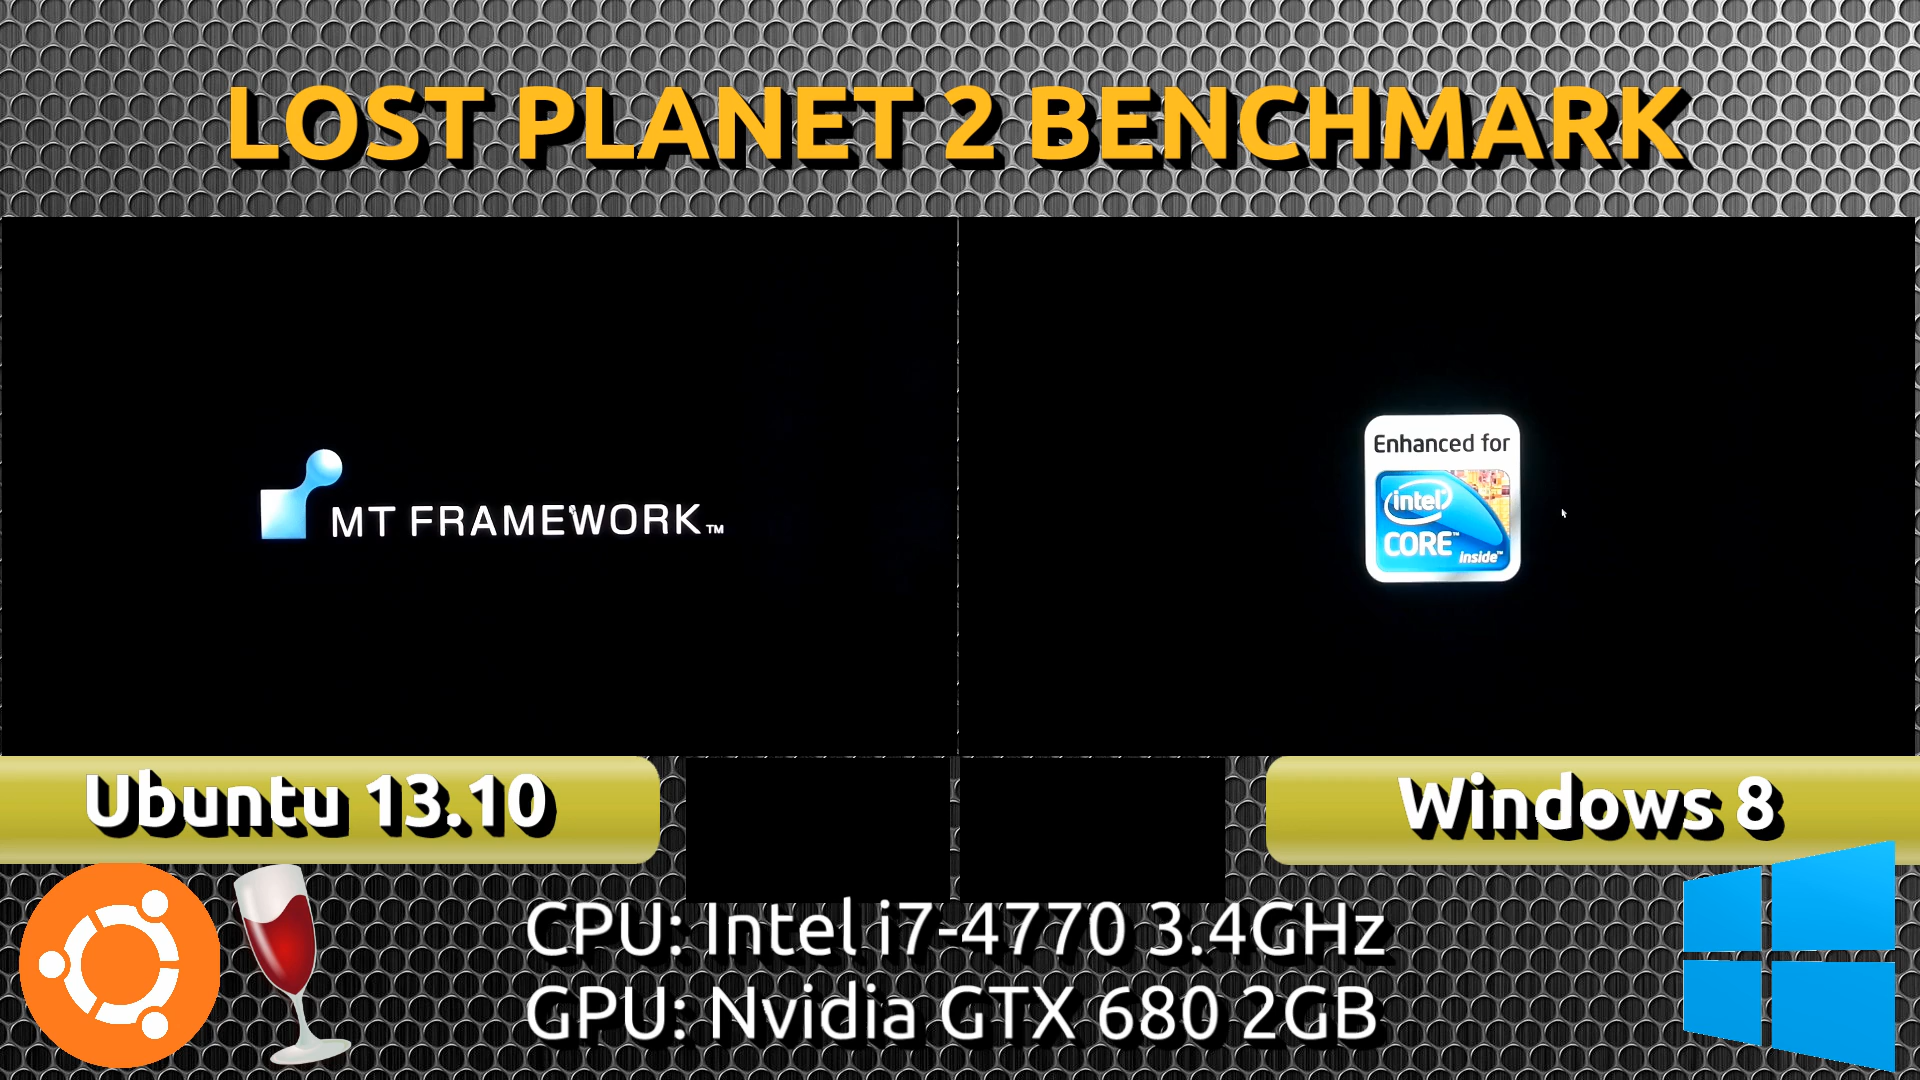 LOST PLANET 2 BENCHMARK
MT FRAMEWORK™
Enhanced for
intel™
CORE™
inside™
Ubuntu 13.10
Windows 8
CPU: Intel i7-4770 3.4GHz
GPU: Nvidia GTX 680 2GB